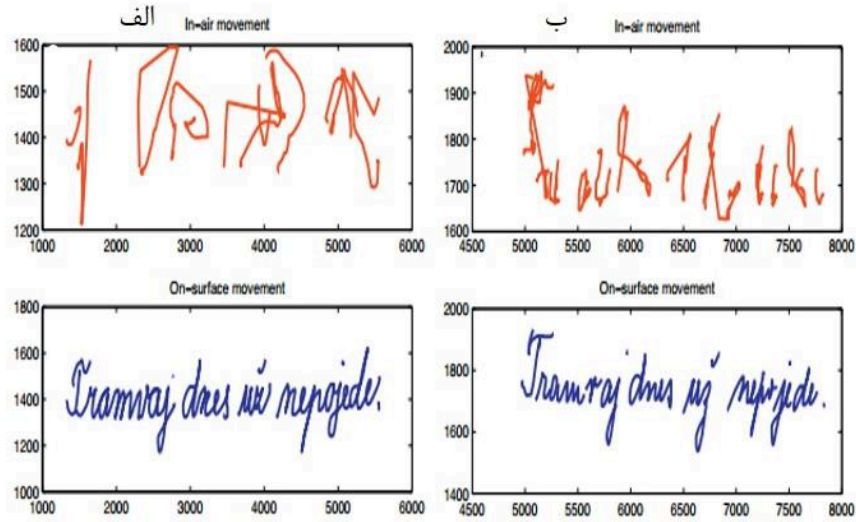 الف
In-air movement
1600
1500
1400
1300
1200
1000 2000 3000 4000 5000 6000
ب
In-air movement
2000
1900
1800
1700
1600
4500 5000 5500 6000 6500 7000 7500 8000
On-surface movement
1800
1600
1400
1200
1000
Tramvaj dnes už nepojede.
1000 2000 3000 4000 5000 6000
On-surface movement
2000
1800
1600
1400
Tramvaj dnes už nepojede.
4500 5000 5500 6000 6500 7000 7500 8000